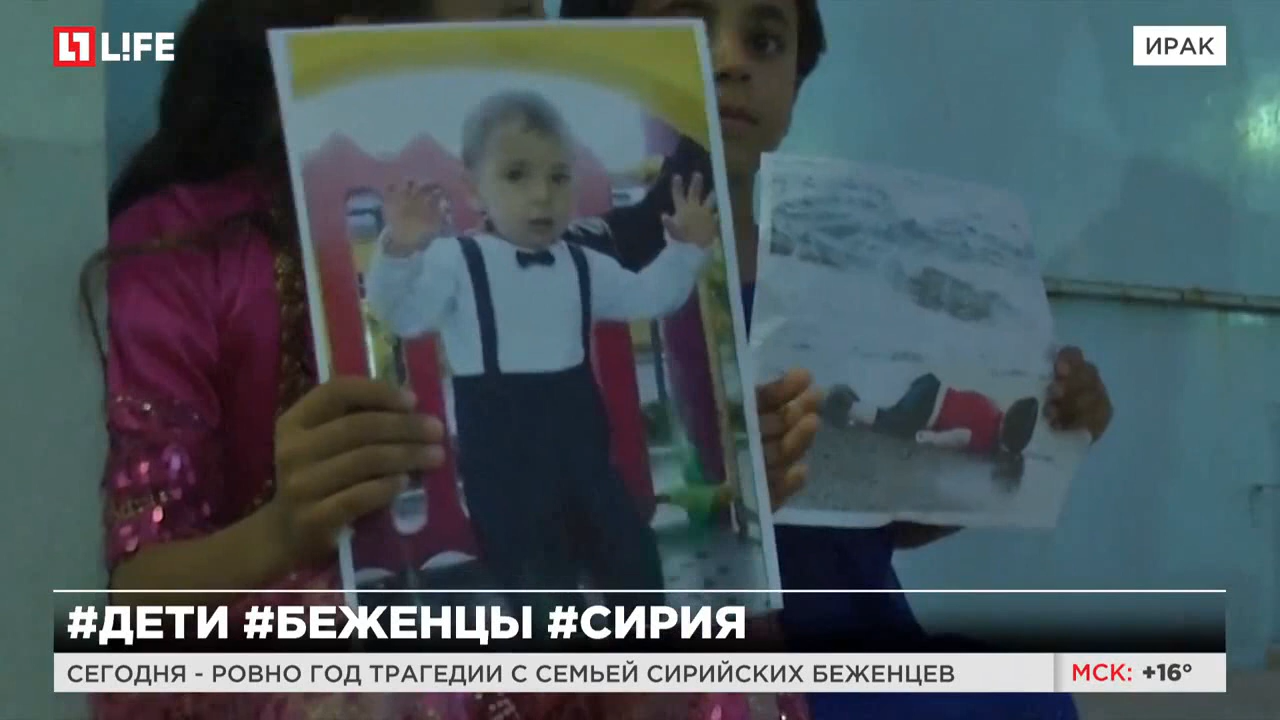 L!FE
ИРАК
#ДЕТИ #БЕЖЕНЦЫ #СИРИЯ
СЕГОДНЯ - РОВНО ГОД ТРАГЕДИИ С СЕМЬЕЙ СИРИЙСКИХ БЕЖЕНЦЕВ
МСК: +16°